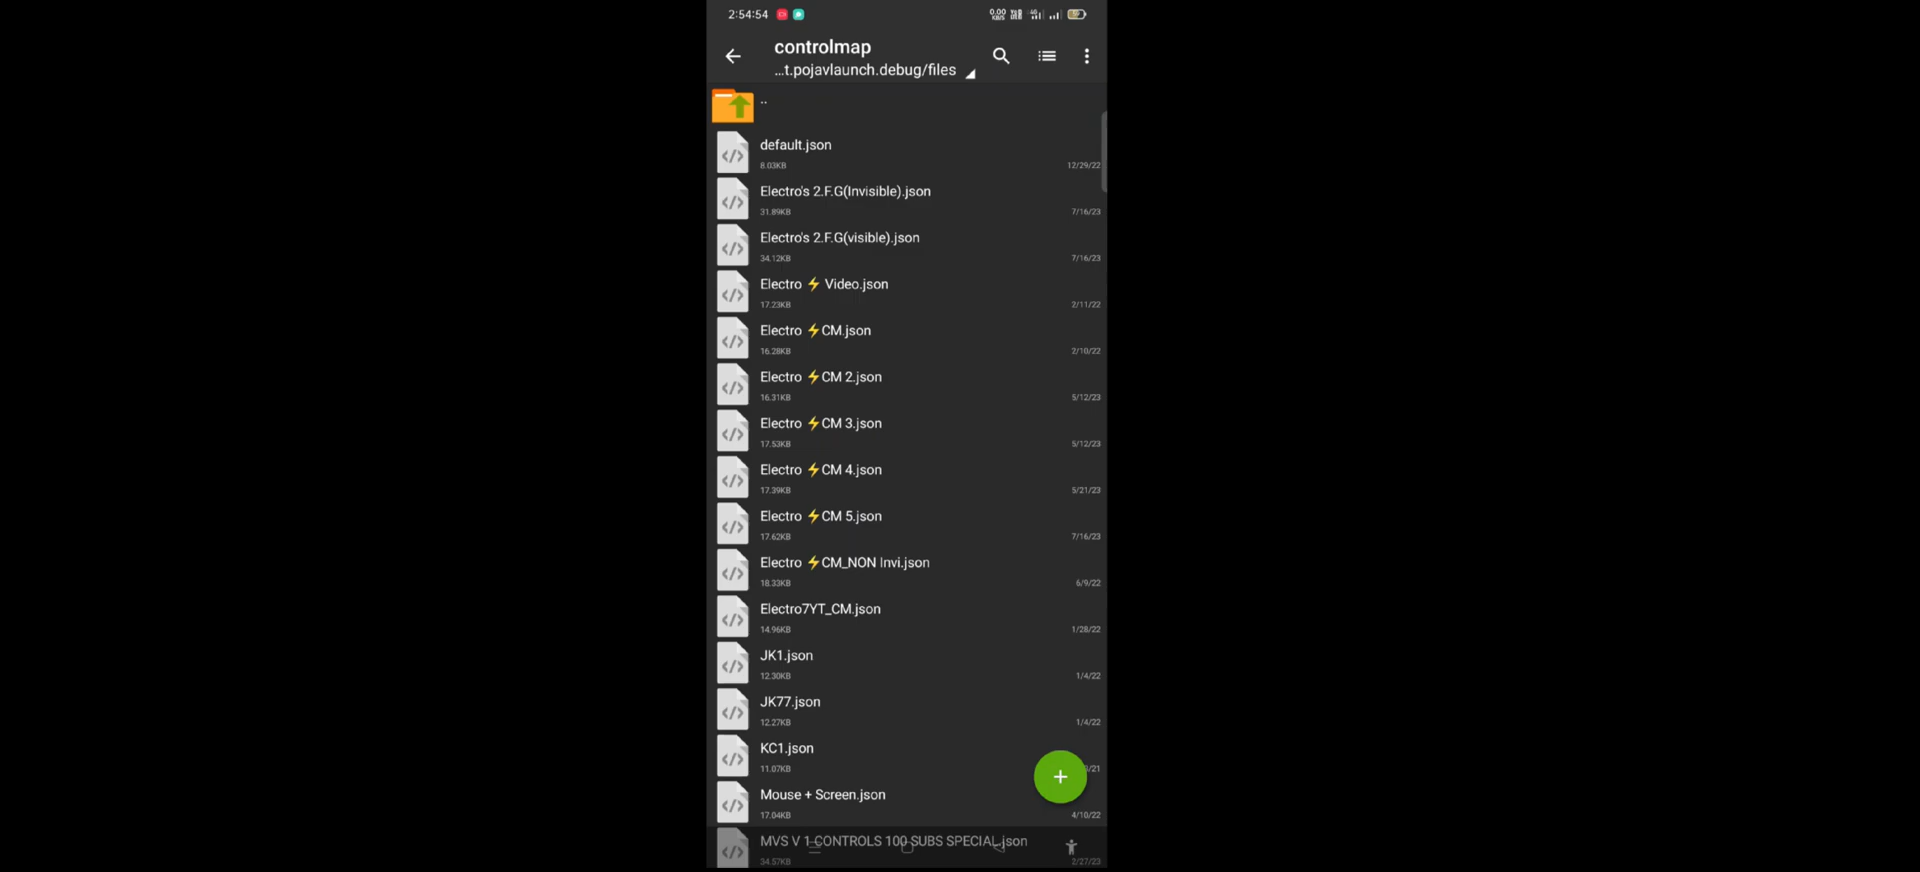 2:54:54
0.00
KB/S
4G
controlmap
...t.pojavlaunch.debug/files
..
default.json
8.03KB
12/29/22
Electro's 2.F.G(Invisible).json
31.89KB
7/16/23
Electro's 2.F.G(visible).json
34.12KB
7/16/23
Electro ⚡ Video.json
17.23KB
2/11/22
Electro ⚡CM.json
16.28KB
2/10/22
Electro ⚡CM 2.json
16.31KB
5/12/23
Electro ⚡CM 3.json
17.53KB
5/12/23
Electro ⚡CM 4.json
17.39KB
5/21/23
Electro ⚡CM 5.json
17.62KB
7/16/23
Electro ⚡CM_NON Invi.json
18.33KB
6/9/22
Electro7YT_CM.json
14.96KB
1/28/22
JK1.json
12.30KB
1/4/22
JK77.json
12.27KB
1/4/22
KC1.json
11.07KB
/21
Mouse + Screen.json
17.04KB
4/10/22
MVS V 1 CONTROLS 100 SUBS SPECIAL.json
34.57KB
2/27/23